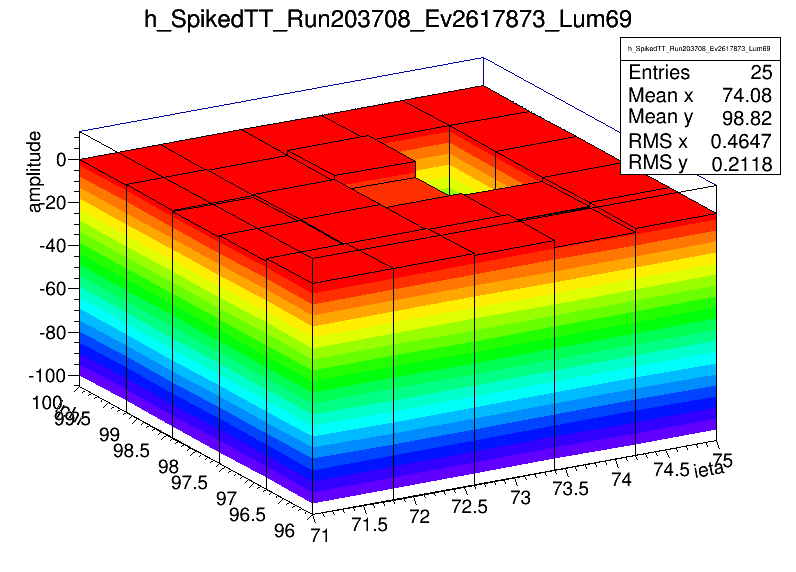 h_SpikedTT_Run203708_Ev2617873_Lum69
h_SpikedTT_Run203708_Ev2617873_Lum69
Entries 25
Mean x 74.08
Mean y 98.82
RMS x 0.4647
RMS y 0.2118
amplitude
0
-20
-40
-60
-80
-100
100
99.5
99
98.5
98
97.5
97
96.5
96
71
71.5
72
72.5
73
73.5
74
74.5
75
ieta